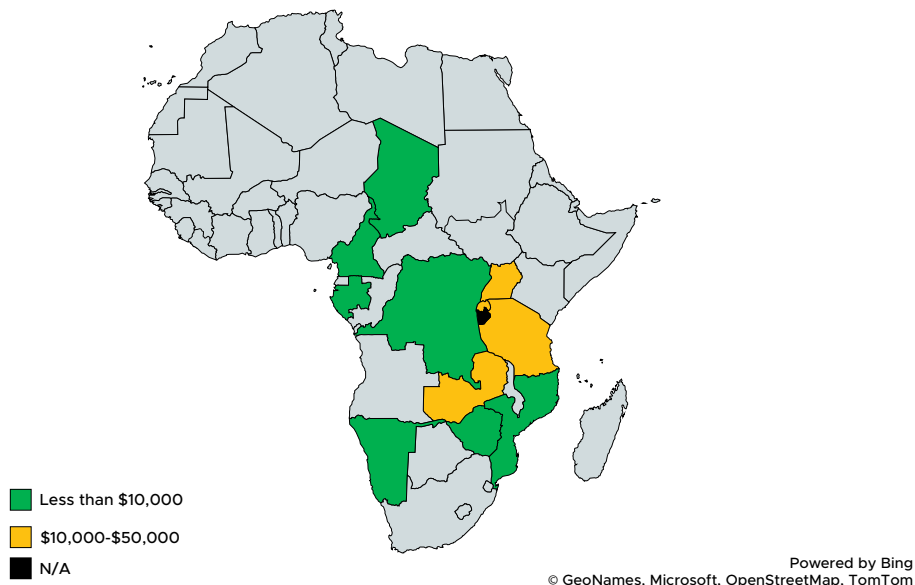 Less than $10,000
$10,000-$50,000
N/A
Powered by Bing
© GeoNames, Microsoft, OpenStreetMap, TomTom